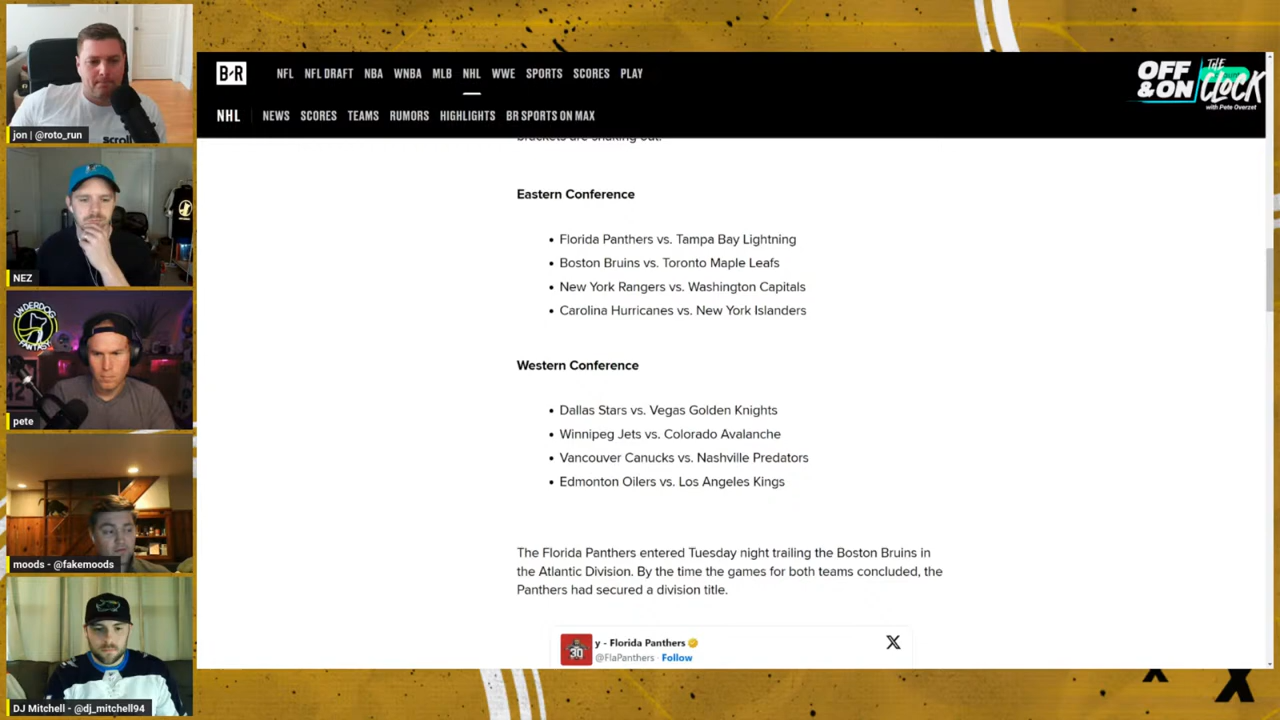 jon | @roto_run
NEZ
UNDERDOG
FANTASY
pete
moods - @fakemoods
DJ Mitchell - @dj_mitchell94
B/R
NFL NFL DRAFT NBA WNBA MLB NHL WWE SPORTS SCORES PLAY
NHL NEWS SCORES TEAMS RUMORS HIGHLIGHTS BR SPORTS ON MAX
OFF & ON THE CLOCK
with Pete Overzet
brackets are shaking out.
Eastern Conference
• Florida Panthers vs. Tampa Bay Lightning
• Boston Bruins vs. Toronto Maple Leafs
• New York Rangers vs. Washington Capitals
• Carolina Hurricanes vs. New York Islanders
Western Conference
• Dallas Stars vs. Vegas Golden Knights
• Winnipeg Jets vs. Colorado Avalanche
• Vancouver Canucks vs. Nashville Predators
• Edmonton Oilers vs. Los Angeles Kings
The Florida Panthers entered Tuesday night trailing the Boston Bruins in
the Atlantic Division. By the time the games for both teams concluded, the
Panthers had secured a division title.
y - Florida Panthers
@FlaPanthers Follow